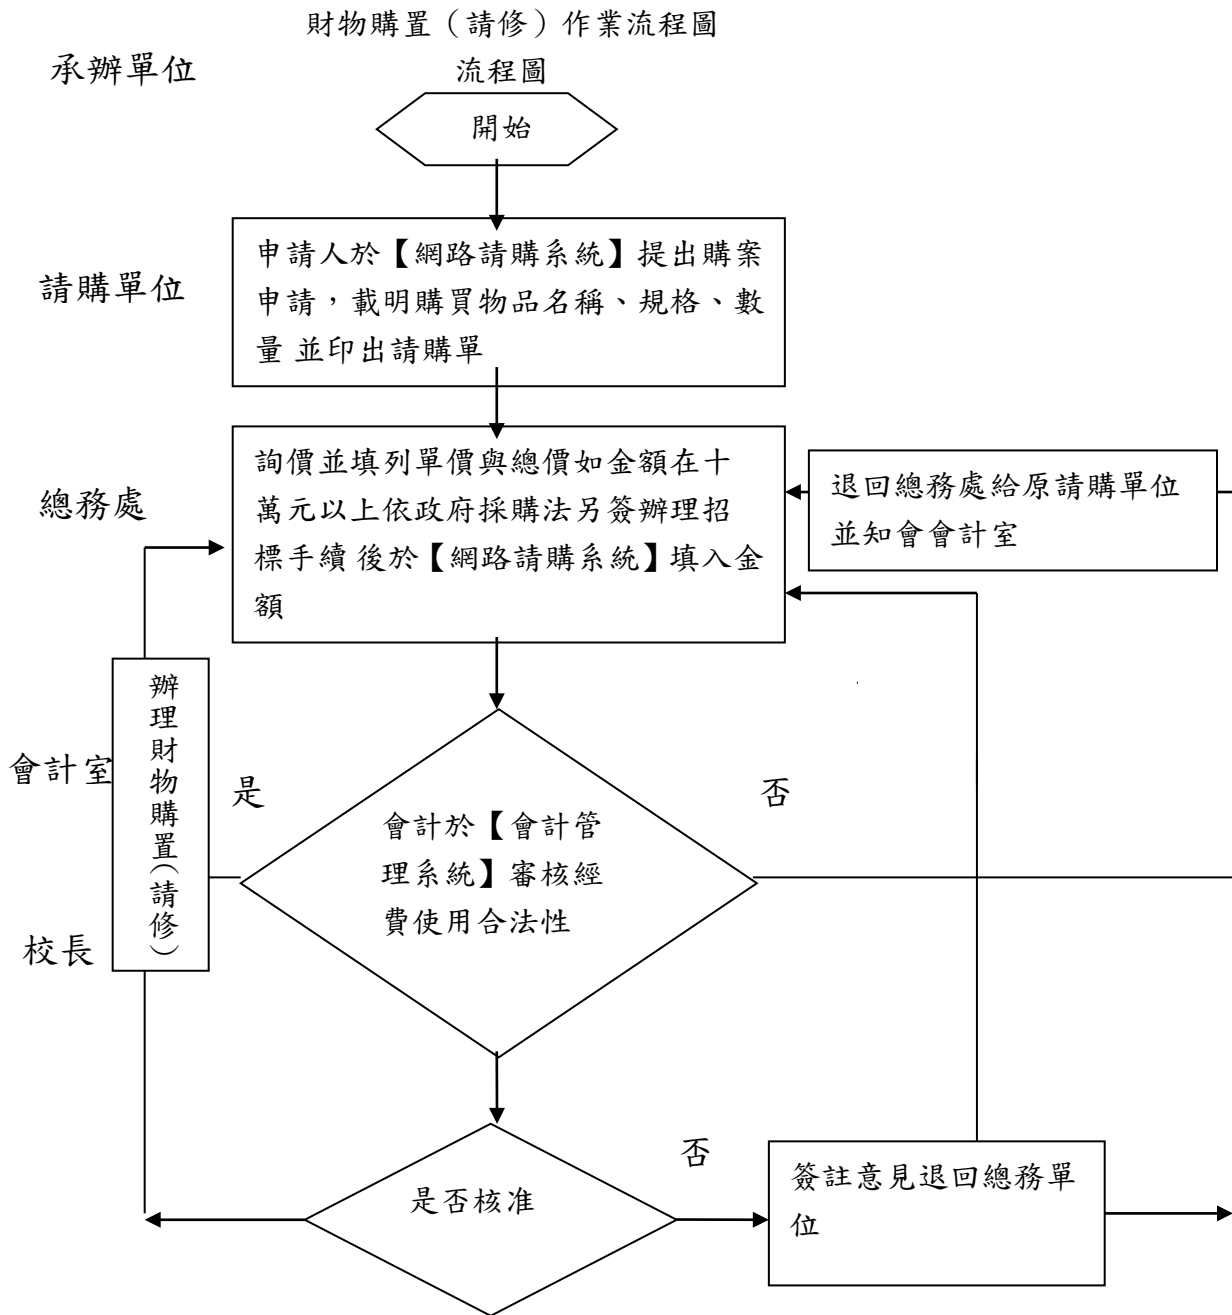 財物購置（請修）作業流程圖
承辦單位
流程圖
開始
請購單位
申請人於【網路請購系統】提出購案
申請，載明購買物品名稱、規格、數
量 並印出請購單
總務處
詢價並填列單價與總價如金額在十
萬元以上依政府採購法另簽辦理招
標手續 後於【網路請購系統】填入金
額
退回總務處給原請購單位
並知會會計室
辦理財物購置(請修)
會計室
是
否
會計於【會計管
理系統】審核經
費使用合法性
校長
否
是否核准
簽註意見退回總務單
位